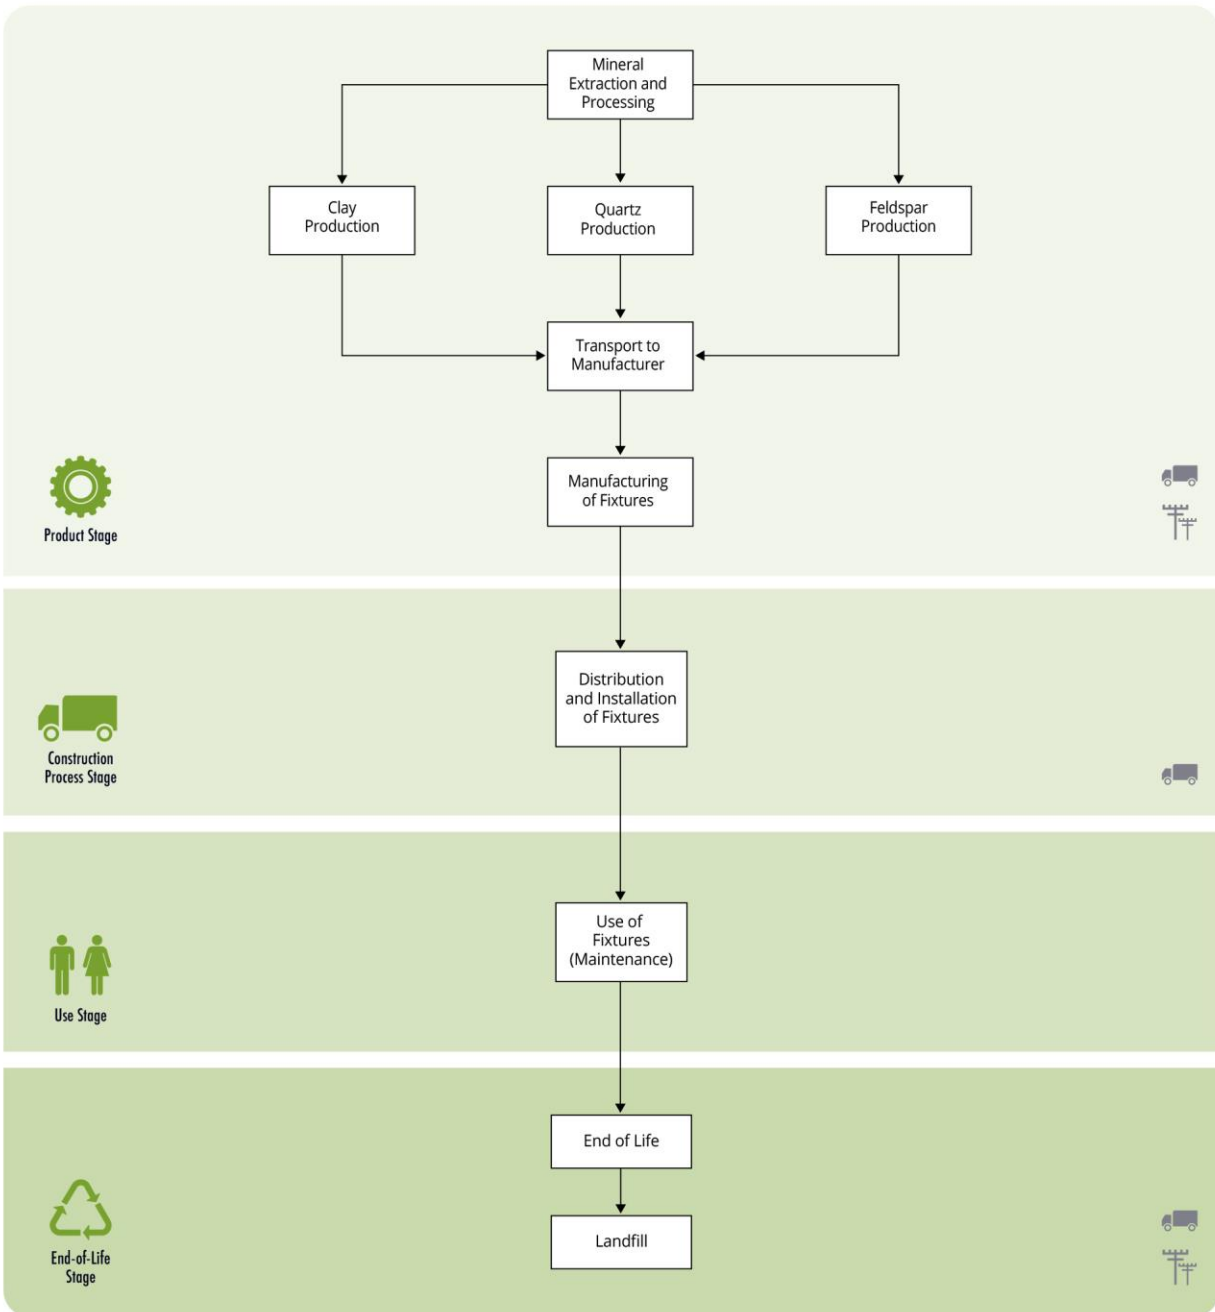 Mineral
Extraction and
Processing
Clay
Production
Quartz
Production
Feldspar
Production
Transport to
Manufacturer
Manufacturing
of Fixtures
Product Stage
Distribution
and Installation
of Fixtures
Construction
Process Stage
Use of
Fixtures
(Maintenance)
Use Stage
End of Life
Landfill
End-of-Life
Stage